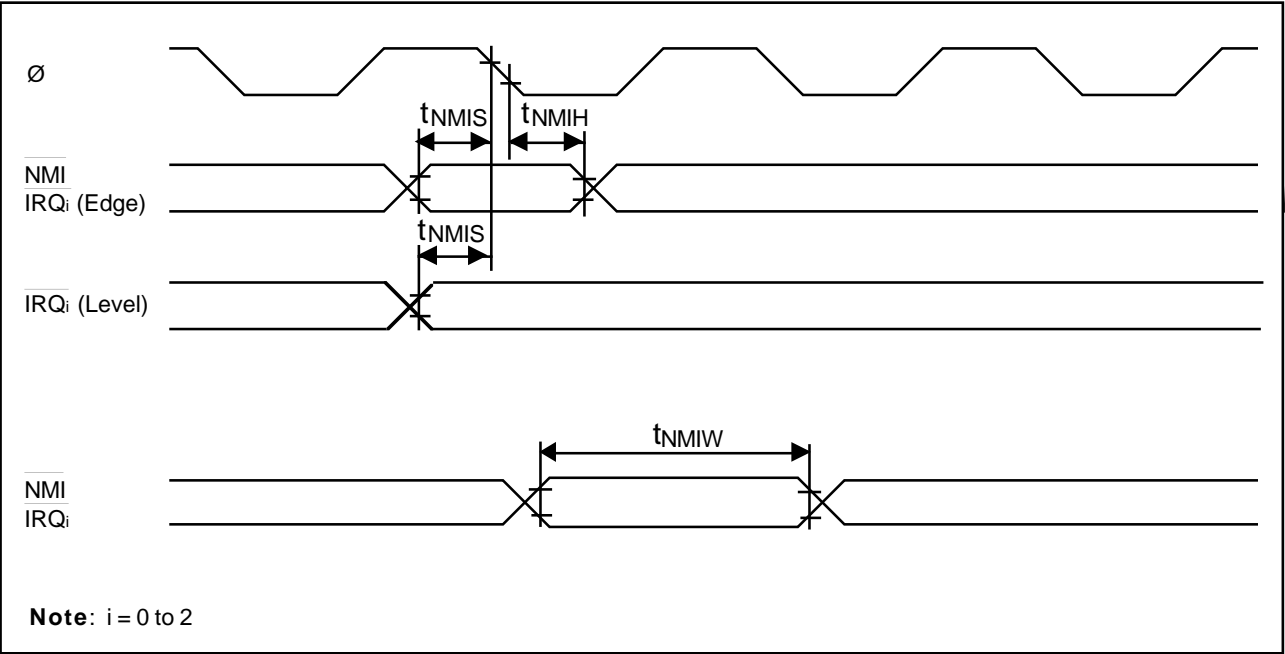 Ø
tNMIS
tNMIH
NMI
IRQi (Edge)
tNMIS
IRQi (Level)
tNMIW
NMI
IRQi
Note: i = 0 to 2